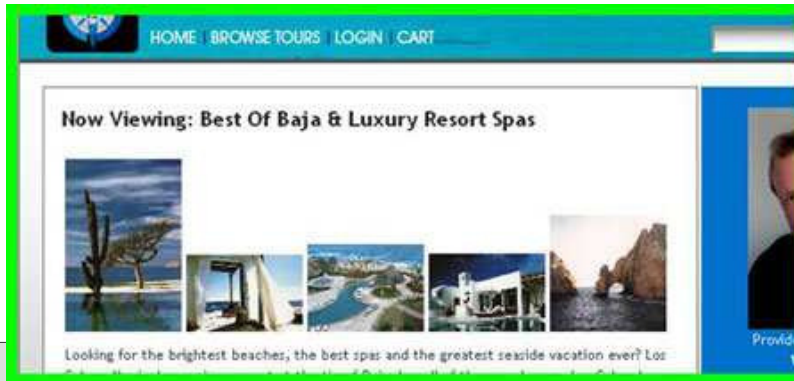 HOME | BROWSE TOURS | LOGIN | CART
Now Viewing: Best Of Baja & Luxury Resort Spas
Looking for the brightest beaches, the best spas and the greatest seaside vacation ever? Los
Provide